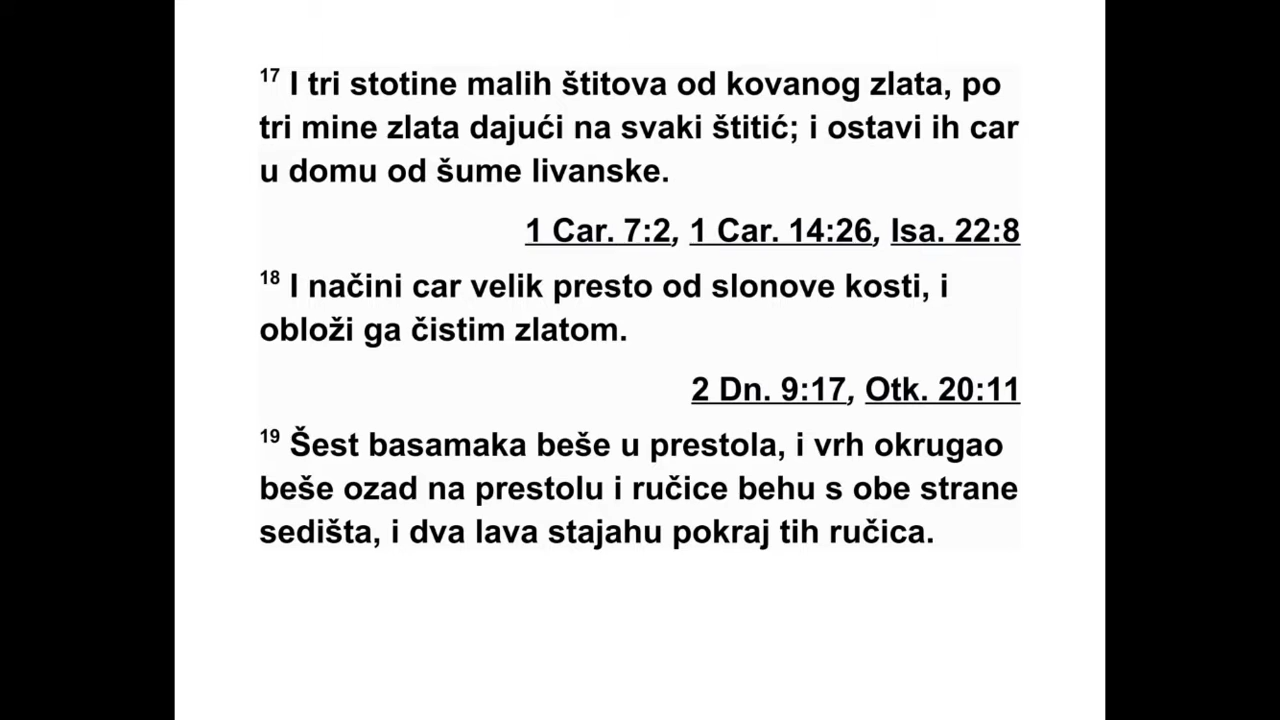 17 I tri stotine malih štitova od kovanog zlata, po
tri mine zlata dajući na svaki štitić; i ostavi ih car
u domu od šume livanske.
1 Car. 7:2, 1 Car. 14:26, Isa. 22:8
18 I načini car velik presto od slonove kosti, i
obloži ga čistim zlatom.
2 Dn. 9:17, Otk. 20:11
19 Šest basamaka beše u prestola, i vrh okrugao
beše ozad na prestolu i ručice behu s obe strane
sedišta, i dva lava stajahu pokraj tih ručica.